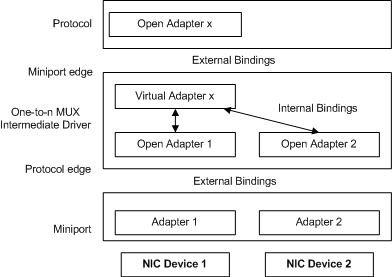 Protocol
Open Adapter x
External Bindings
Miniport edge
Virtual Adapter x
One-to-n MUX
Intermediate Driver
Internal Bindings
Open Adapter 1
Open Adapter 2
Protocol edge
External Bindings
Adapter 1
Adapter 2
Miniport
NIC Device 1
NIC Device 2